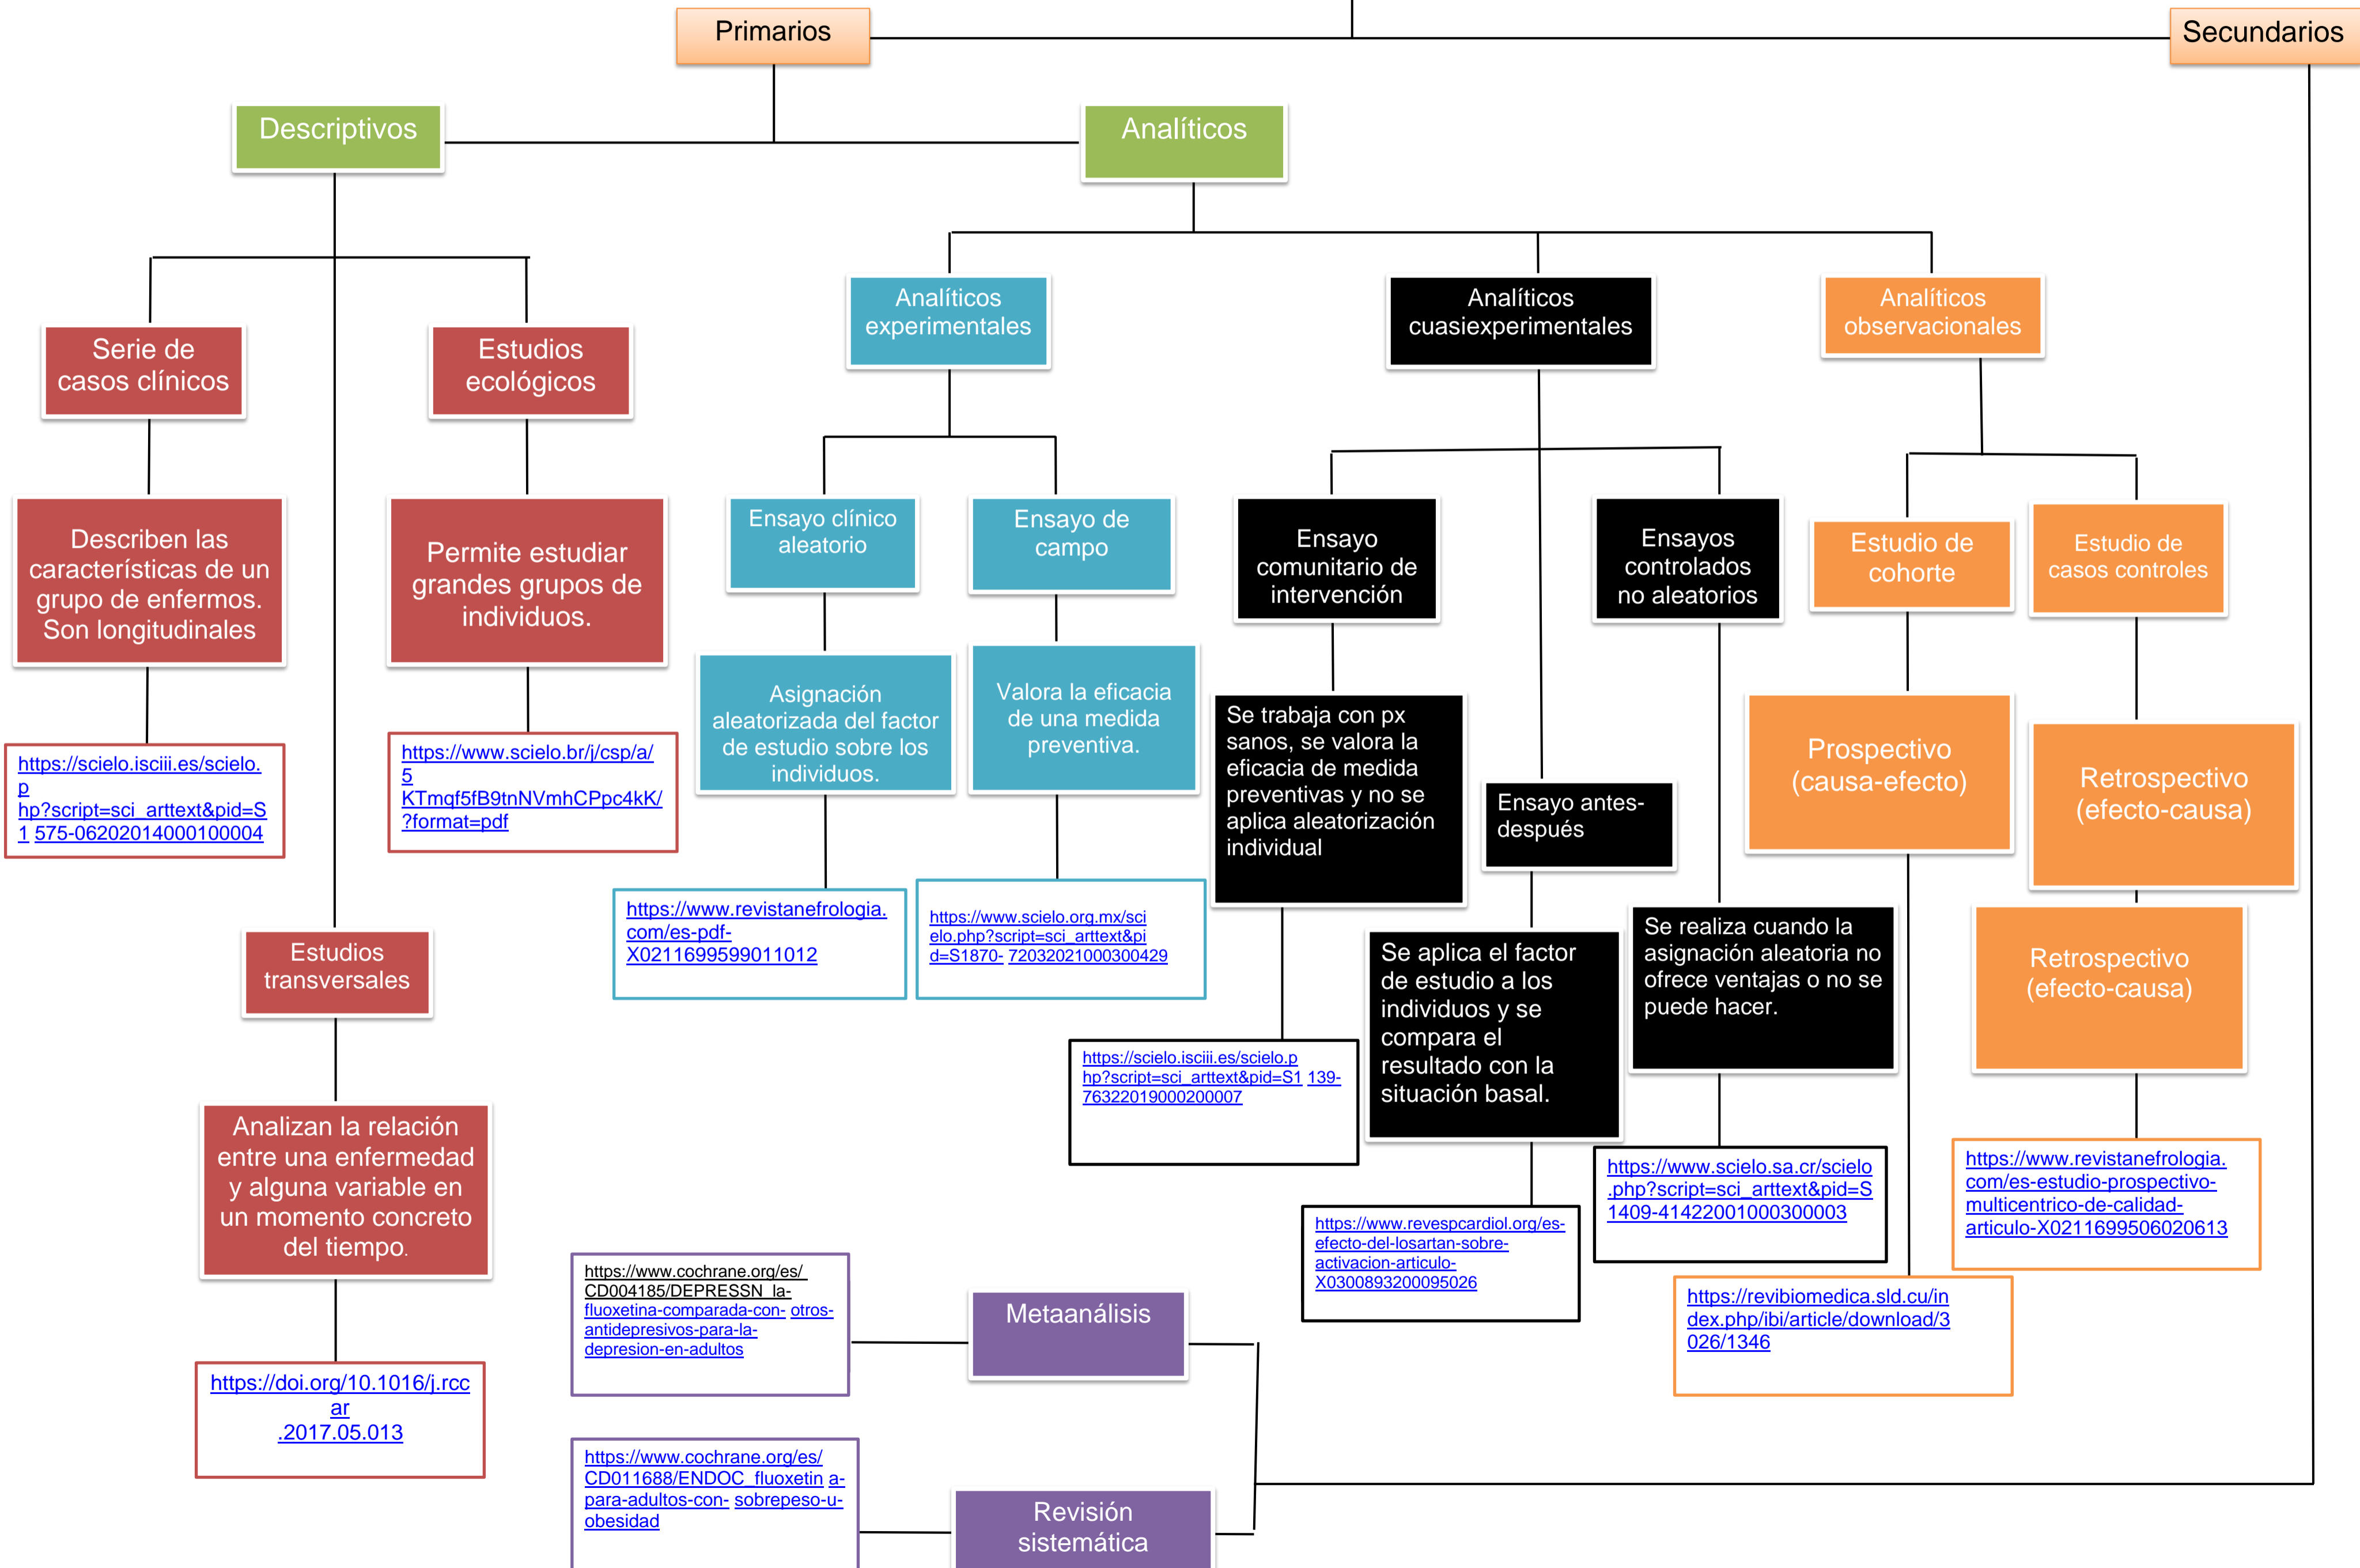 Primarios
Secundarios
Descriptivos
Analíticos
Serie de
casos clínicos
Describen las
características de un
grupo de enfermos.
Son longitudinales
https://scielo.isciii.es/scielo.
p
hp?script=sci_arttext&pid=S
1 575-06202014000100004
Estudios
ecológicos
Permite estudiar
grandes grupos de
individuos.
https://www.scielo.br/j/csp/a/
5
KTmqf5fB9tnNVmhCPpc4kK/
?format=pdf
Estudios
transversales
Analizan la relación
entre una enfermedad
y alguna variable en
un momento concreto
del tiempo.
https://doi.org/10.1016/j.rcc
ar
.2017.05.013
Analíticos
experimentales
Ensayo clínico
aleatorio
Asignación
aleatorizada del factor
de estudio sobre los
individuos.
https://www.revistanefrologia.
com/es-pdf-
X0211699599011012
Ensayo de
campo
Valora la eficacia
de una medida
preventiva.
https://www.scielo.org.mx/sci
elo.php?script=sci_arttext&pi
d=S1870- 72032021000300429
Analíticos
cuasiexperimentales
Ensayo
comunitario de
intervención
Se trabaja con px
sanos, se valora la
eficacia de medida
preventivas y no se
aplica aleatorización
individual
https://scielo.isciii.es/scielo.p
hp?script=sci_arttext&pid=S1 139-
76322019000200007
Ensayo antes-
después
Se aplica el factor
de estudio a los
individuos y se
compara el
resultado con la
situación basal.
https://www.revespcardiol.org/es-
efecto-del-losartan-sobre-
activacion-articulo-
X0300893200095026
Ensayos
controlados
no aleatorios
Se realiza cuando la
asignación aleatoria no
ofrece ventajas o no se
puede hacer.
https://www.scielo.sa.cr/scielo
.php?script=sci_arttext&pid=S
1409-41422001000300003
Analíticos
observacionales
Estudio de
cohorte
Prospectivo
(causa-efecto)
https://revibiomedica.sld.cu/in
dex.php/ibi/article/download/3
026/1346
Estudio de
casos controles
Retrospectivo
(efecto-causa)
Retrospectivo
(efecto-causa)
https://www.revistanefrologia.
com/es-estudio-prospectivo-
multicentrico-de-calidad-
articulo-X0211699506020613
Metaanálisis
https://www.cochrane.org/es/
CD004185/DEPRESSN_la-
fluoxetina-comparada-con- otros-
antidepresivos-para-la-
depresion-en-adultos
Revisión
sistemática
https://www.cochrane.org/es/
CD011688/ENDOC_fluoxetin a-
para-adultos-con- sobrepeso-u-
obesidad